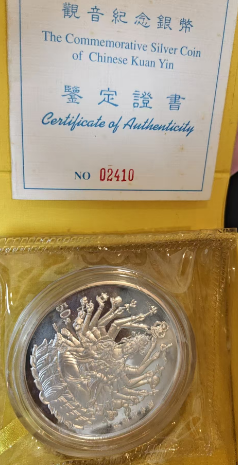 觀音紀念銀幣
The Commemorative Silver Coin
of Chinese Kuan Yin
鑒定證書
Certificate of Authenticity
NO 02410